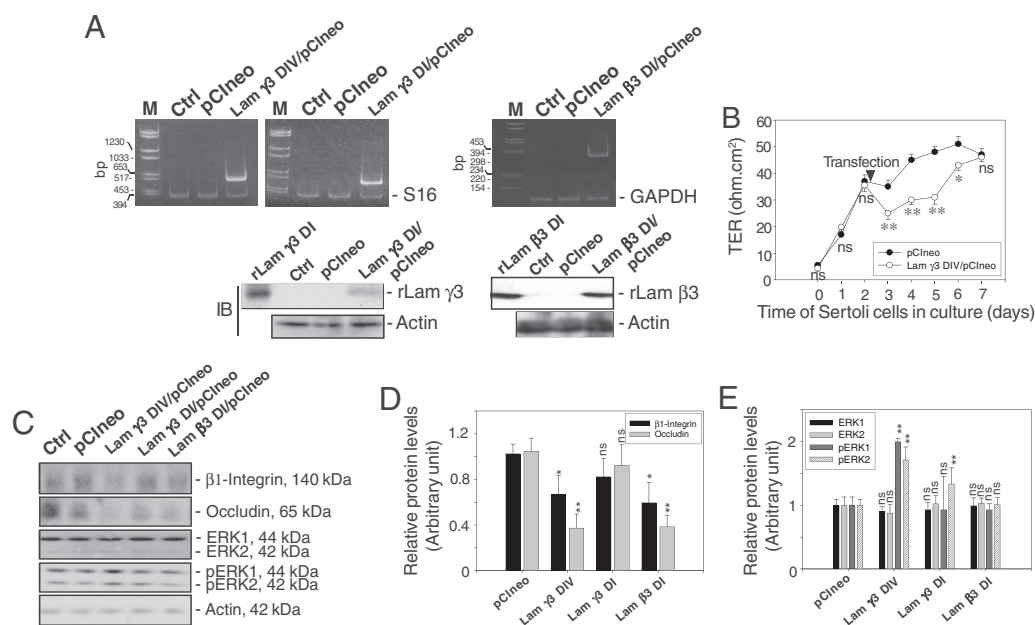 A
M
Ctrl
pCIneo
Lam γ3 DIV/pCIneo
M
Ctrl
pCIneo
Lam γ3 DI/pCIneo
M
Ctrl
pCIneo
Lam β3 DI/pCIneo
bp
1230
1033
653
517
453
394
- S16
bp
453
394
298
234
220
154
- GAPDH
rLam γ3 DI
Ctrl
pCIneo
Lam γ3 DI/
pCIneo
rLam β3 DI
Ctrl
pCIneo
Lam β3 DI/
pCIneo
IB
- rLam γ3
- Actin
- rLam β3
- Actin
B
TER (ohm.cm²)
60
50
40
30
20
10
0
Transfection
ns
ns
ns
**
**
**
*
ns
pCIneo
Lam γ3 DIV/pCIneo
0 1 2 3 4 5 6 7
Time of Sertoli cells in culture (days)
C
Ctrl
pCIneo
Lam γ3 DIV/pCIneo
Lam γ3 DI/pCIneo
Lam β3 DI/pCIneo
- β1-Integrin, 140 kDa
- Occludin, 65 kDa
- ERK1, 44 kDa
- ERK2, 42 kDa
- pERK1, 44 kDa
- pERK2, 42 kDa
- Actin, 42 kDa
D
Relative protein levels
(Arbitrary unit)
1.2
0.8
0.4
0
β1-Integrin
Occludin
*
**
ns
ns
*
**
pCIneo
Lam γ3 DIV
Lam γ3 DI
Lam β3 DI
E
Relative protein levels
(Arbitrary unit)
2
1
0
ERK1
ERK2
pERK1
pERK2
ns
ns
**
**
ns
ns
ns
**
ns
ns
ns
ns
pCIneo
Lam γ3 DIV
Lam γ3 DI
Lam β3 DI